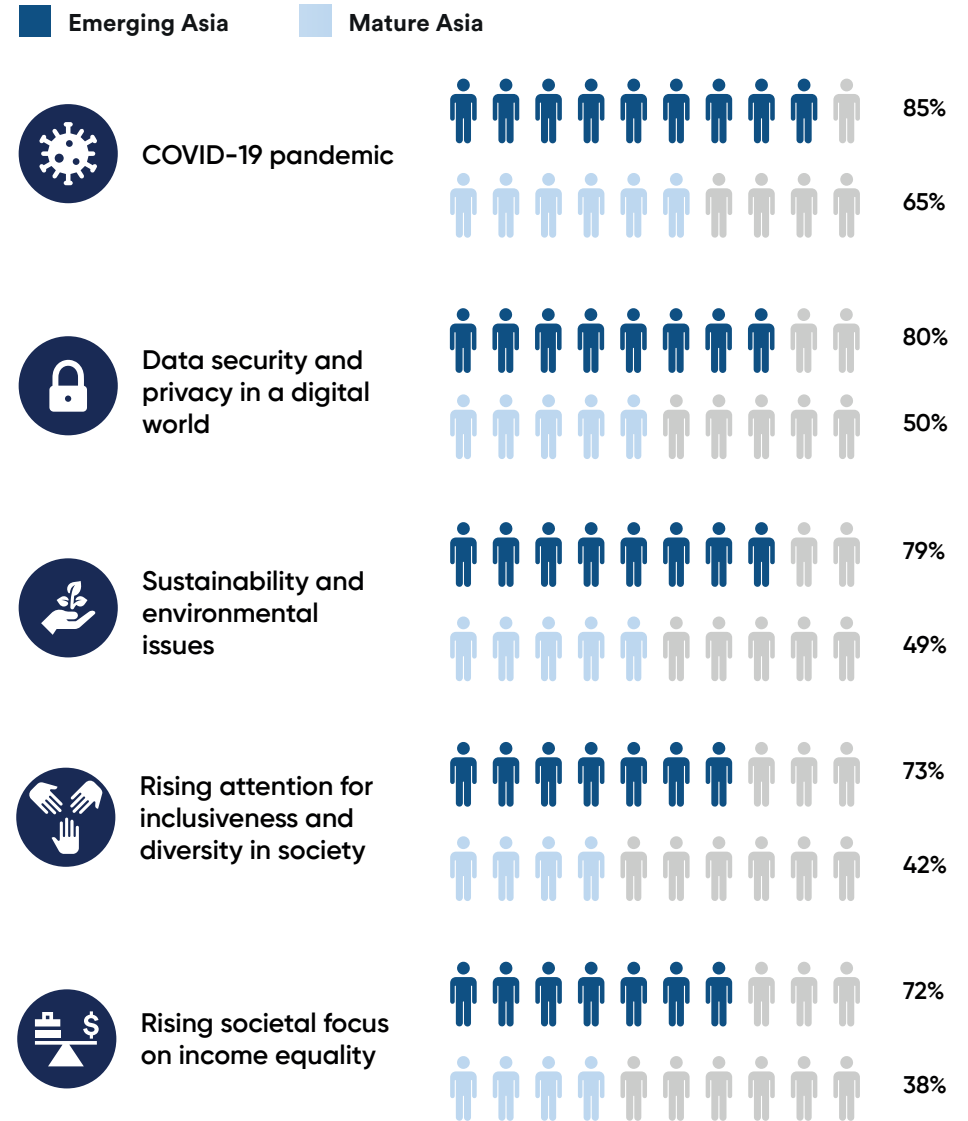 Emerging Asia
Mature Asia
COVID-19 pandemic
85%
65%
Data security and
privacy in a digital
world
80%
50%
Sustainability and
environmental
issues
79%
49%
Rising attention for
inclusiveness and
diversity in society
73%
42%
$
Rising societal focus
on income equality
72%
38%